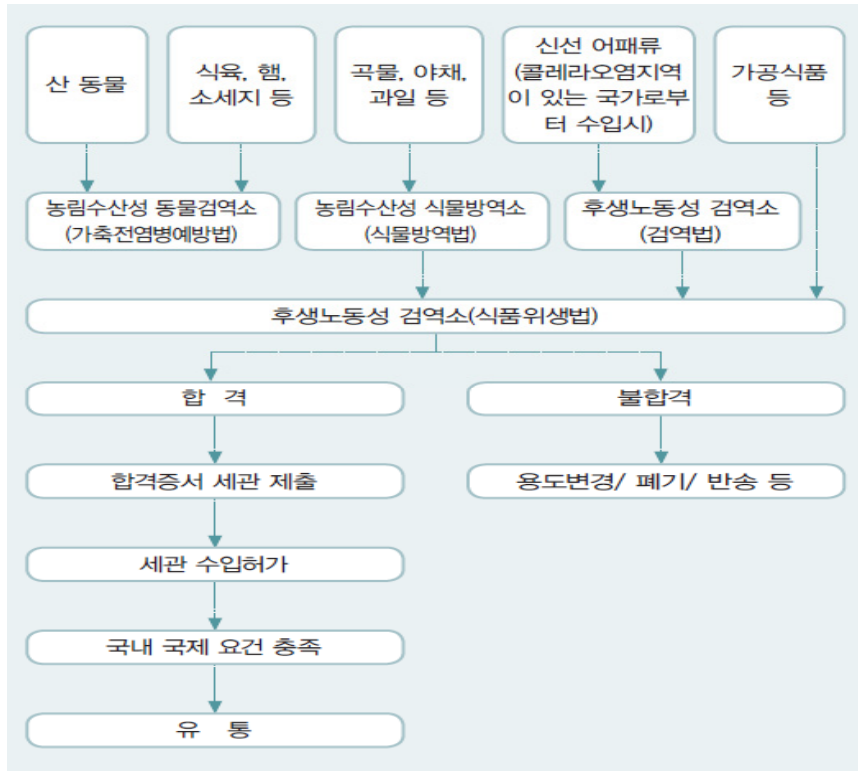 산 동물
식육, 햄,
소세지 등
곡물, 야채,
과일 등
신선 어패류
(콜레라오염지역
이 있는 국가로부
터 수입시)
가공식품
등
농림수산성 동물검역소
(가축전염병예방법)
농림수산성 식물방역소
(식물방역법)
후생노동성 검역소
(검역법)
후생노동성 검역소(식품위생법)
합 격
불합격
합격증서 세관 제출
용도변경/ 폐기/ 반송 등
세관 수입허가
국내 국제 요건 충족
유 통